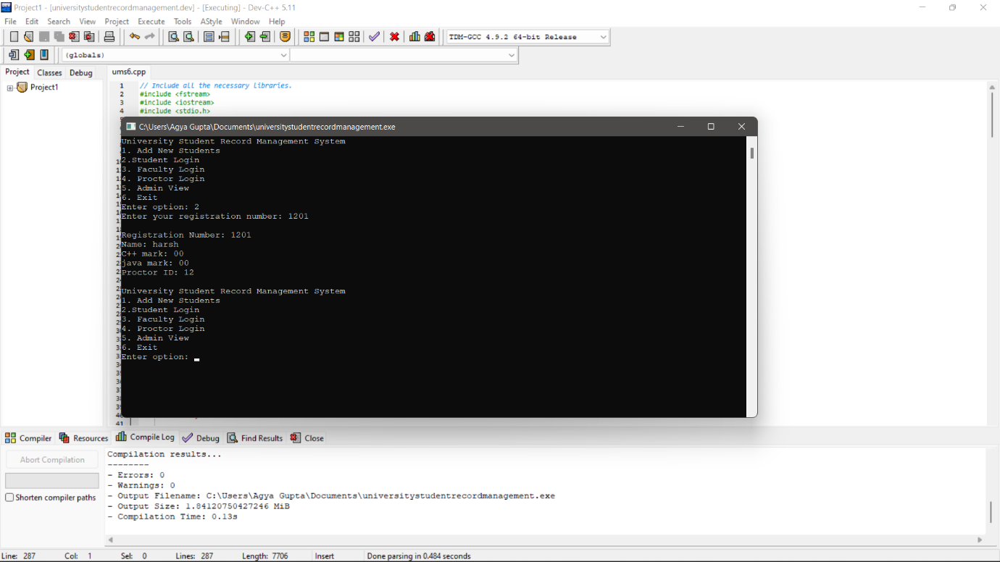 Project1 - [universitystudentrecordmanagement.dev] - [Executing] - Dev-C++ 5.11
File Edit Search View Project Execute Tools AStyle Window Help
TDM-GCC 4.9.2 64-bit Release
(globals)
Project Classes Debug
ums6.cpp
Project1
1 // Include all the necessary libraries.
2 #include <fstream>
3 #include <iostream>
4 #include <stdio.h>
C:\Users\Agya Gupta\Documents\universitystudentrecordmanagement.exe
University Student Record Management System
1. Add New Students
2.Student Login
3. Faculty Login
4. Proctor Login
5. Admin View
6. Exit
Enter option: 2
Enter your registration number: 1201
Registration Number: 1201
Name: harsh
C++ mark: 00
java mark: 00
Proctor ID: 12
University Student Record Management System
1. Add New Students
2.Student Login
3. Faculty Login
4. Proctor Login
5. Admin View
6. Exit
Enter option:
41
Compiler Resources Compile Log Debug Find Results Close
Abort Compilation
Shorten compiler paths
Compilation results...
--------
- Errors: 0
- Warnings: 0
- Output Filename: C:\Users\Agya Gupta\Documents\universitystudentrecordmanagement.exe
- Output Size: 1.84120750427246 MiB
- Compilation Time: 0.13s
Line: 287 Col: 1 Sel: 0 Lines: 287 Length: 7706 Insert Done parsing in 0.484 seconds